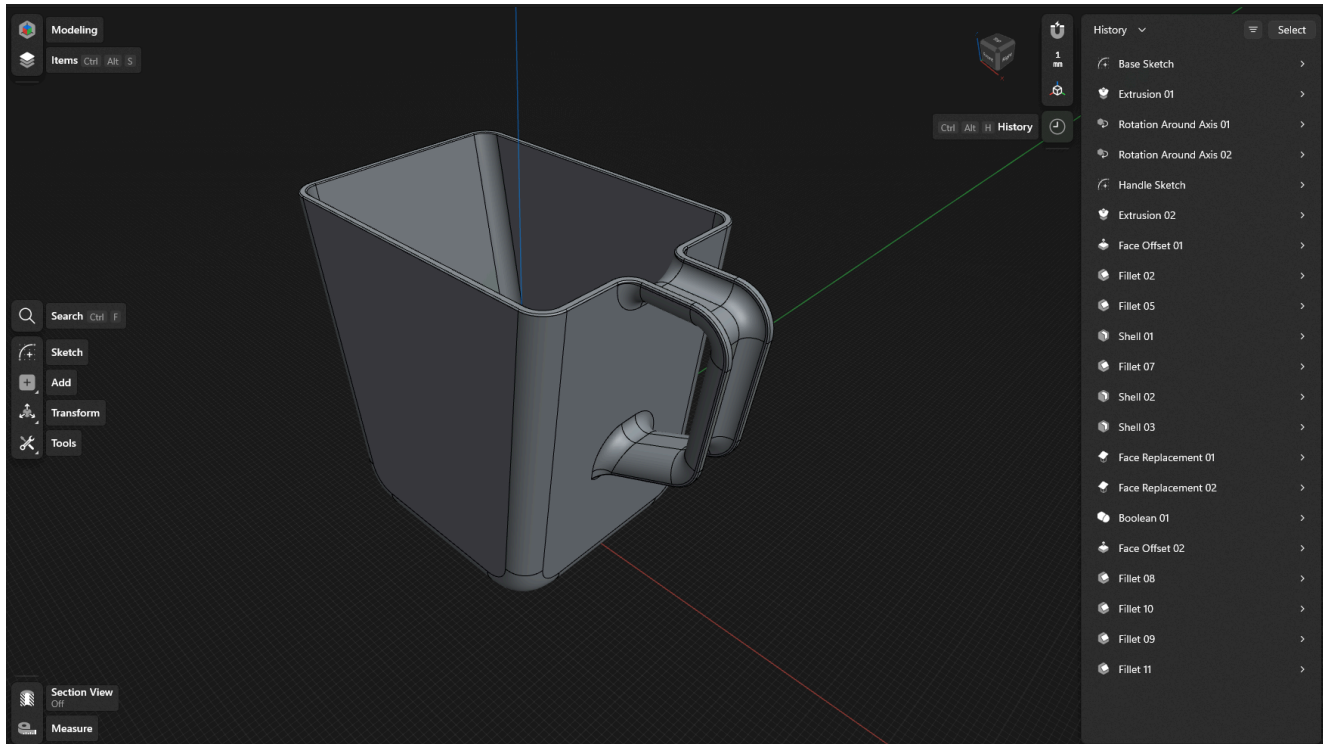 Modeling
Items Ctrl Alt S
Search Ctrl F
Sketch
Add
Transform
Tools
Section View
Off
Measure
1
mm
Ctrl Alt H History
History
Select
Base Sketch
Extrusion 01
Rotation Around Axis 01
Rotation Around Axis 02
Handle Sketch
Extrusion 02
Face Offset 01
Fillet 02
Fillet 05
Shell 01
Fillet 07
Shell 02
Shell 03
Face Replacement 01
Face Replacement 02
Boolean 01
Face Offset 02
Fillet 08
Fillet 10
Fillet 09
Fillet 11